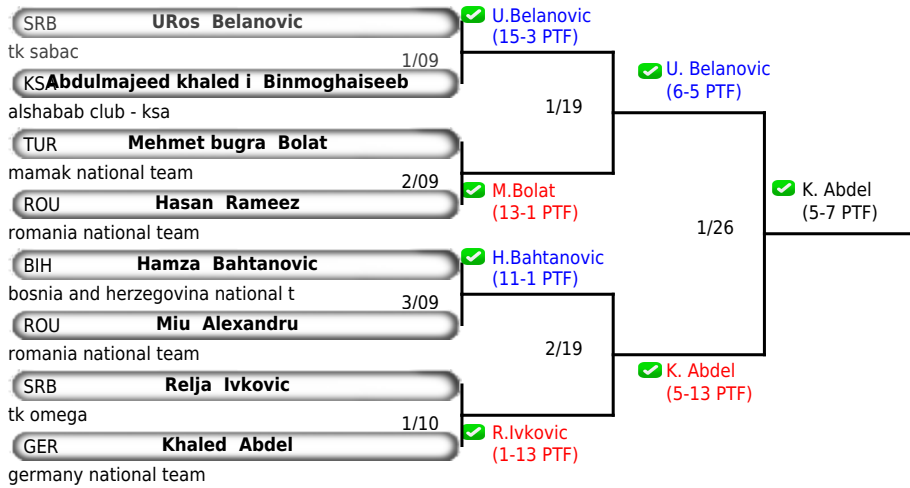 SRB URos Belanovic
tk sabac
1/09
KSA Abdulmajeed khaled i Binmoghaiseeb
alshabab club - ksa
TUR Mehmet bugra Bolat
mamak national team
2/09
ROU Hasan Rameez
romania national team
BIH Hamza Bahtanovic
bosnia and herzegovina national t
3/09
ROU Miu Alexandru
romania national team
SRB Relja Ivkovic
tk omega
1/10
GER Khaled Abdel
germany national team
U.Belanovic
(15-3 PTF)
1/19
M.Bolat
(13-1 PTF)
H.Bahtanovic
(11-1 PTF)
2/19
R.Ivkovic
(1-13 PTF)
U. Belanovic
(6-5 PTF)
1/26
K. Abdel
(5-13 PTF)
K. Abdel
(5-7 PTF)